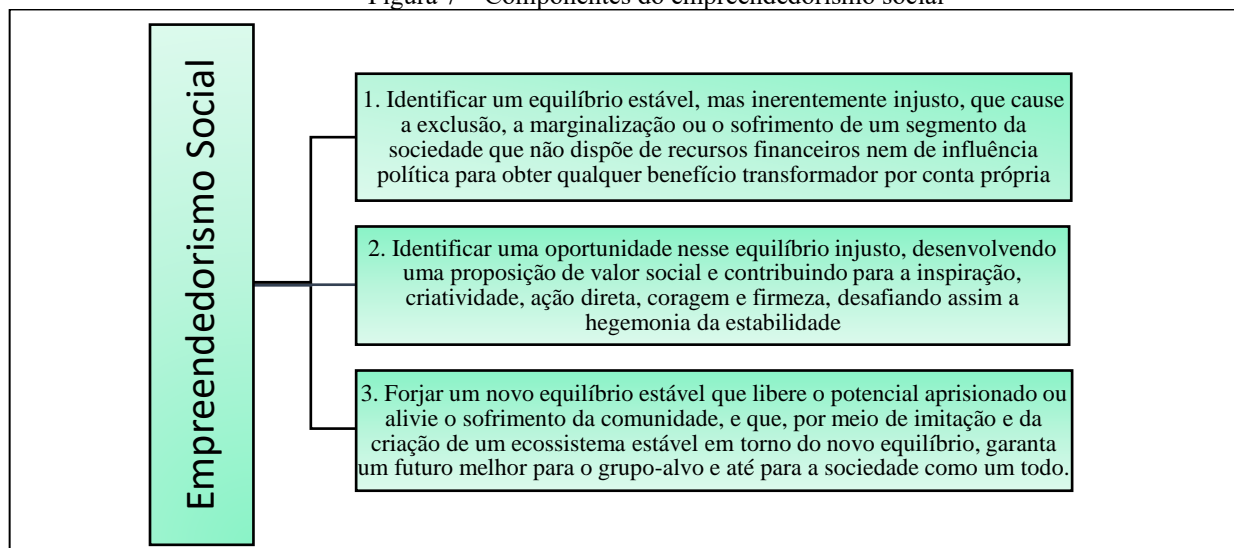 Figura 7 – Componentes do empreendedorismo social
Empreendedorismo Social
1. Identificar um equilíbrio estável, mas inerentemente injusto, que cause
a exclusão, a marginalização ou o sofrimento de um segmento da
sociedade que não dispõe de recursos financeiros nem de influência
política para obter qualquer benefício transformador por conta própria
2. Identificar uma oportunidade nesse equilíbrio injusto, desenvolvendo
uma proposição de valor social e contribuindo para a inspiração,
criatividade, ação direta, coragem e firmeza, desafiando assim a
hegemonia da estabilidade
3. Forjar um novo equilíbrio estável que libere o potencial aprisionado ou
alivie o sofrimento da comunidade, e que, por meio de imitação e da
criação de um ecossistema estável em torno do novo equilíbrio, garanta
um futuro melhor para o grupo-alvo e até para a sociedade como um todo.